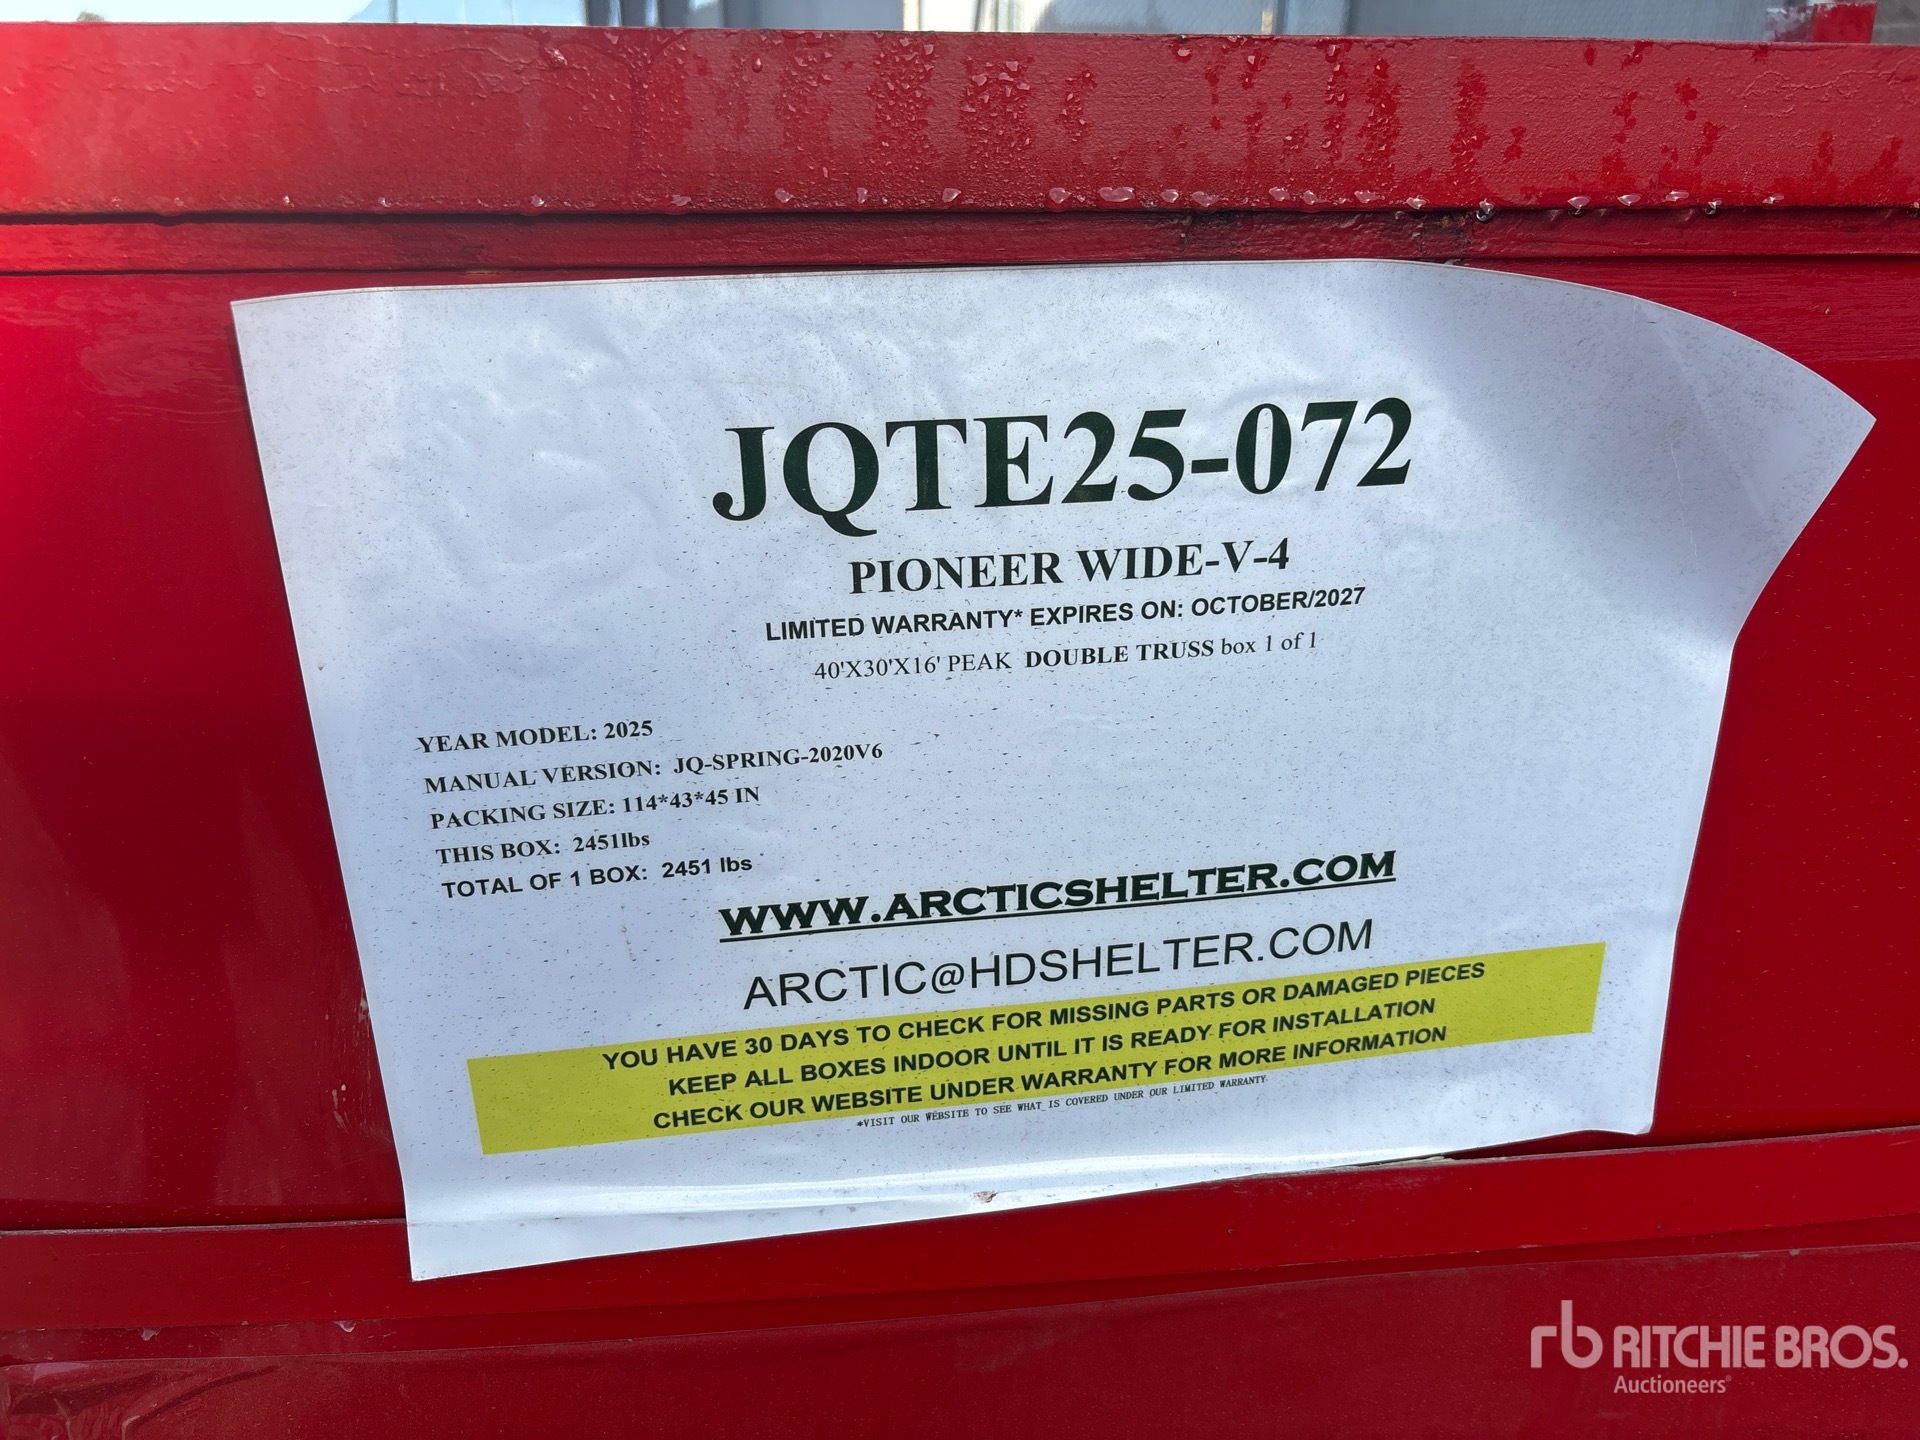 JQTE25-072
PIONEER WIDE-V-4
LIMITED WARRANTY* EXPIRES ON: OCTOBER/2027
40'X30'X16' PEAK DOUBLE TRUSS box 1 of 1
YEAR MODEL: 2025
MANUAL VERSION: JQ-SPRING-2020V6
PACKING SIZE: 114*43*45 IN
THIS BOX: 2451lbs
TOTAL OF 1 BOX: 2451 lbs
WWW.ARCTICSHELTER.COM
ARCTIC@HDSHELTER.COM
YOU HAVE 30 DAYS TO CHECK FOR MISSING PARTS OR DAMAGED PIECES
KEEP ALL BOXES INDOOR UNTIL IT IS READY FOR INSTALLATION
CHECK OUR WEBSITE UNDER WARRANTY FOR MORE INFORMATION
*VISIT OUR WEBSITE TO SEE WHAT IS COVERED UNDER OUR LIMITED WARRANTY
rb RITCHIE BROS.
Auctioneers®